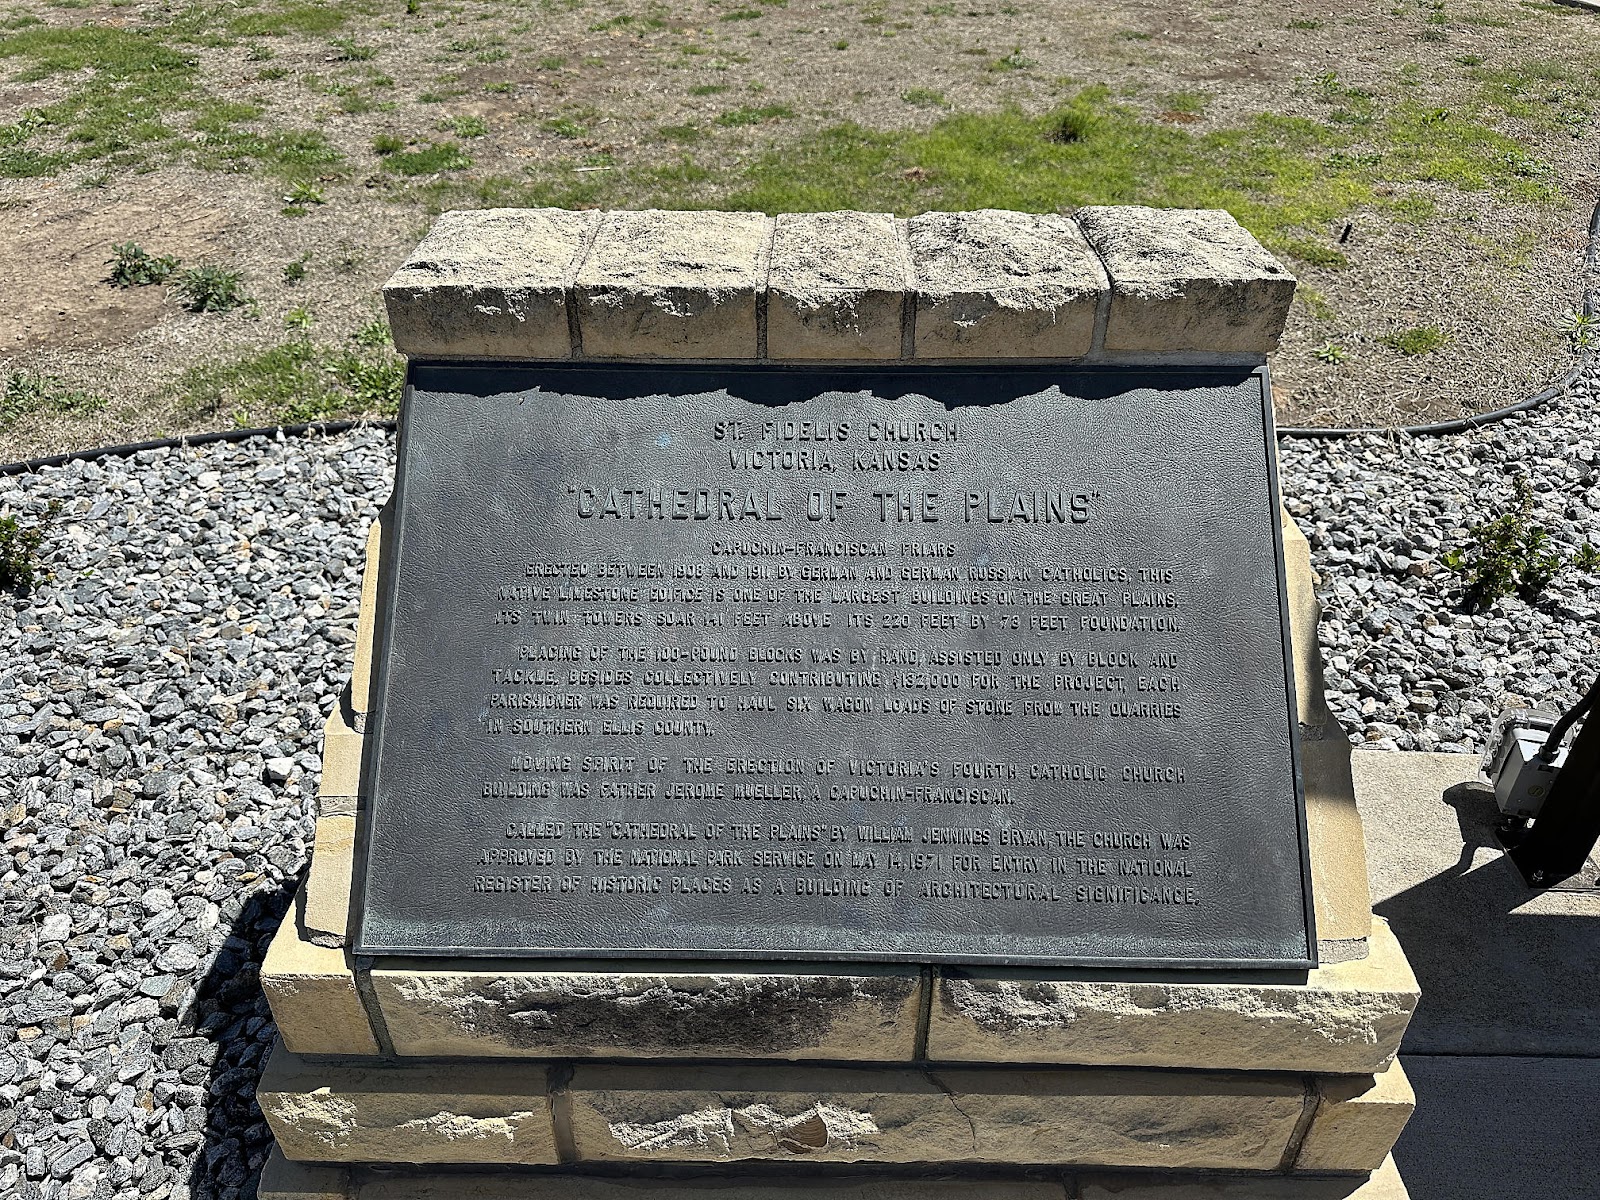 ST. FIDELIS CHURCH
VICTORIA, KANSAS
"CATHEDRAL OF THE PLAINS"
CAPUCHIN-FRANCISCAN FRIARS
ERECTED BETWEEN 1908 AND 1911 BY GERMAN AND GERMAN RUSSIAN CATHOLICS, THIS
NATIVE LIMESTONE EDIFICE IS ONE OF THE LARGEST BUILDINGS ON THE GREAT PLAINS.
ITS TWIN TOWERS SOAR 141 FEET ABOVE ITS 220 FEET BY 73 FEET FOUNDATION.
PLACING OF THE 100-POUND BLOCKS WAS BY HAND, ASSISTED ONLY BY BLOCK AND
TACKLE. BESIDES COLLECTIVELY CONTRIBUTING $132,000 FOR THE PROJECT, EACH
PARISHIONER WAS REQUIRED TO HAUL SIX WAGON LOADS OF STONE FROM THE QUARRIES
IN SOUTHERN ELLIS COUNTY.
MOVING SPIRIT OF THE ERECTION OF VICTORIA'S FOURTH CATHOLIC CHURCH
BUILDING WAS FATHER JEROME MUELLER, A CAPUCHIN-FRANCISCAN.
CALLED THE "CATHEDRAL OF THE PLAINS" BY WILLIAM JENNINGS BRYAN, THE CHURCH WAS
APPROVED BY THE NATIONAL PARK SERVICE ON MAY 14, 1971 FOR ENTRY IN THE NATIONAL
REGISTER OF HISTORIC PLACES AS A BUILDING OF ARCHITECTURAL SIGNIFICANCE.